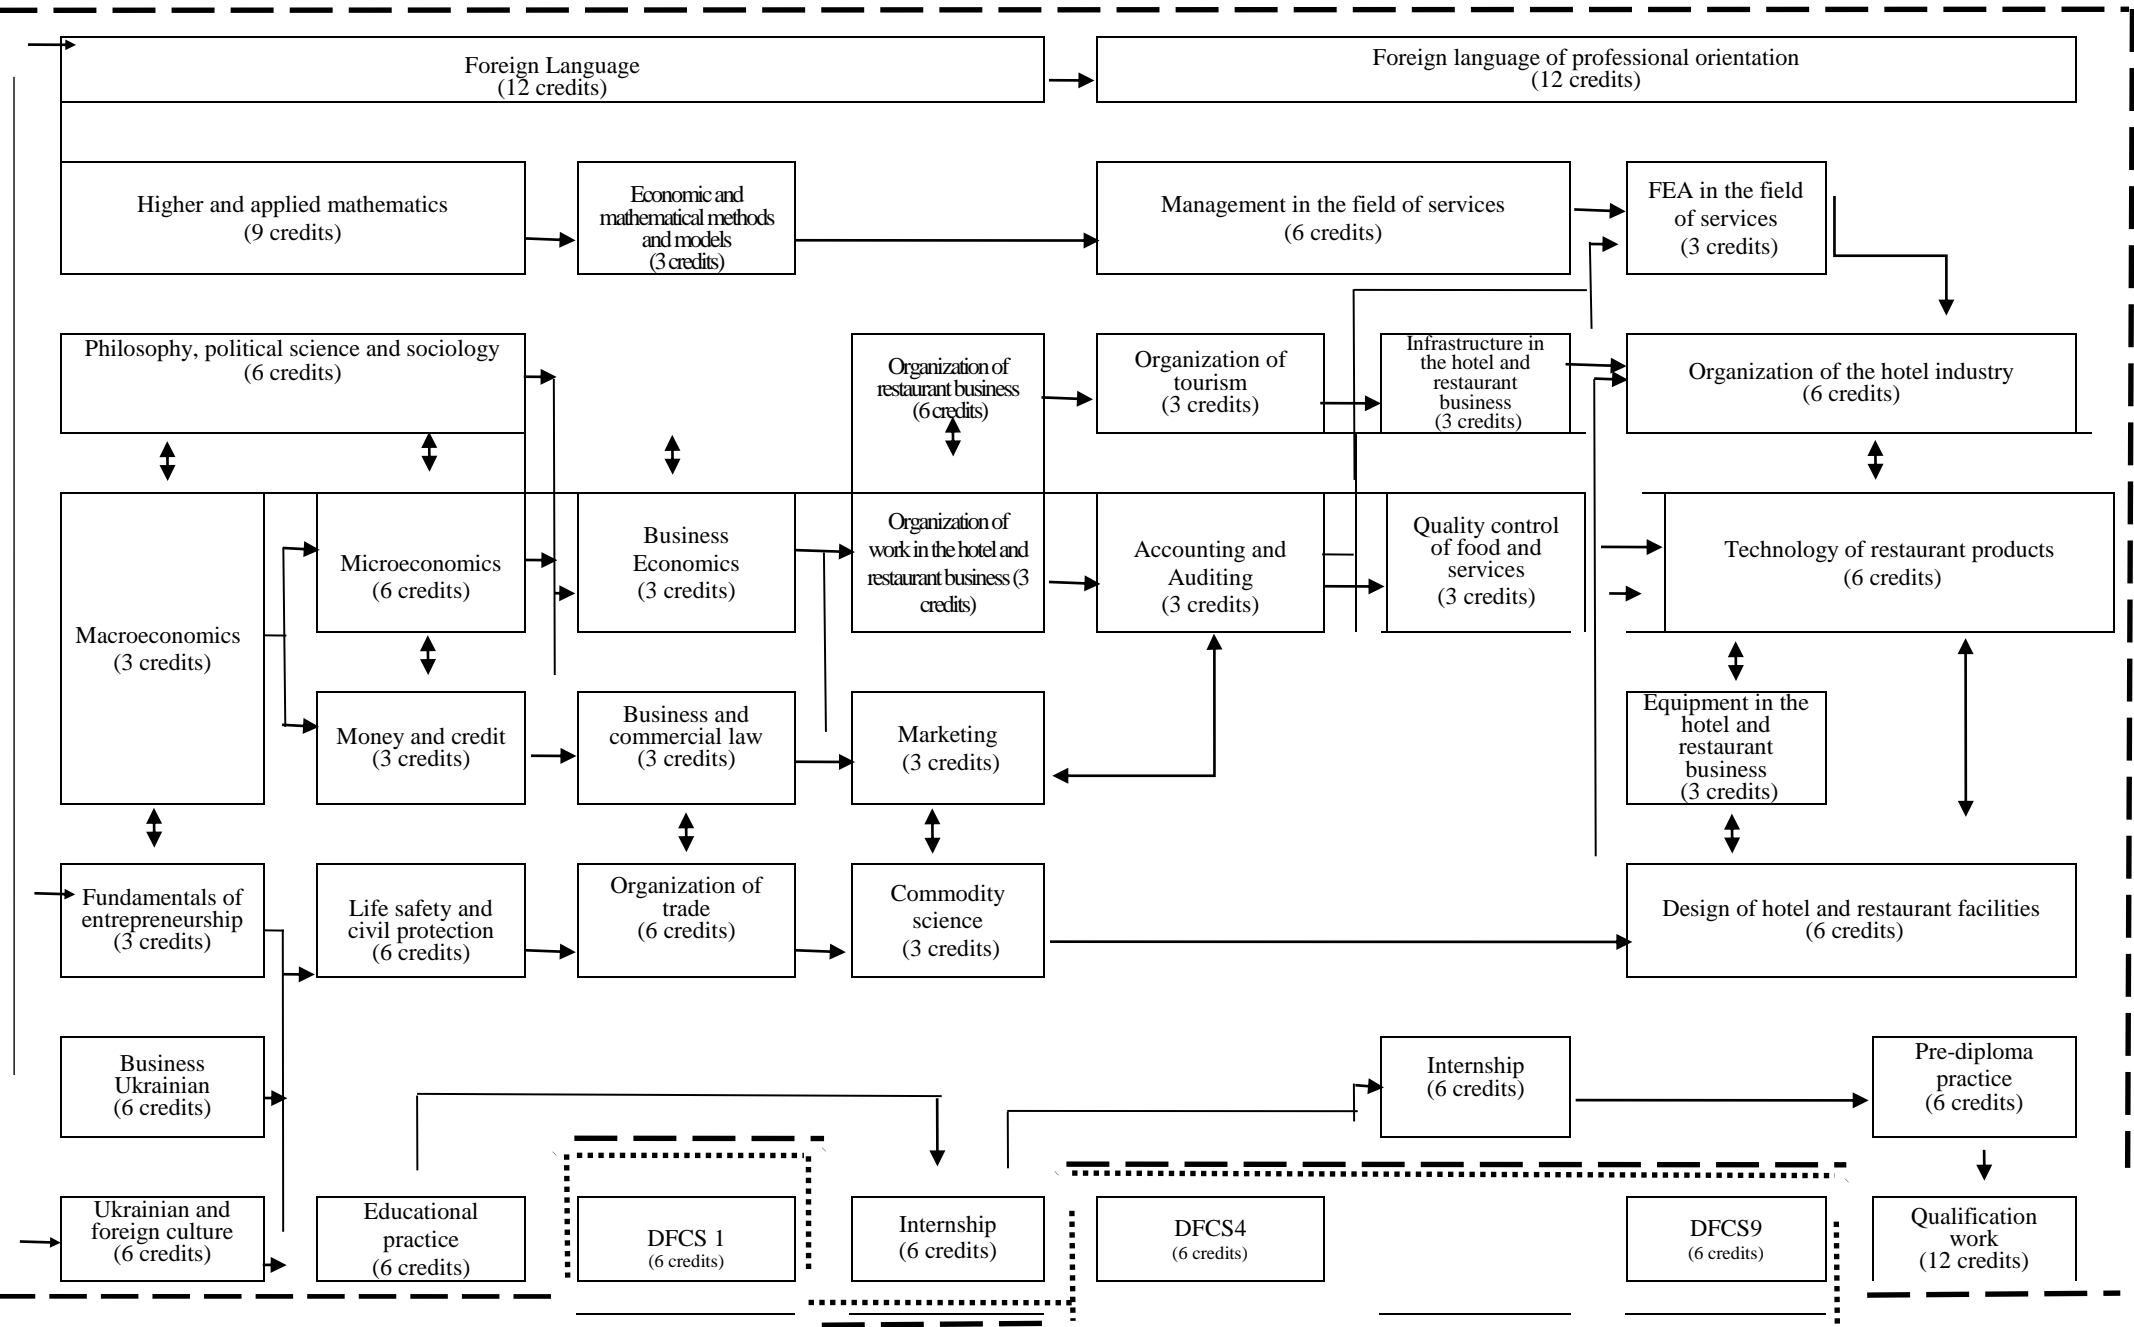 Foreign Language
(12 credits)
Foreign language of professional orientation
(12 credits)
Higher and applied mathematics
(9 credits)
Economic and
mathematical methods
and models
(3 credits)
Management in the field of services
(6 credits)
FEA in the field
of services
(3 credits)
Philosophy, political science and sociology
(6 credits)
Organization of
restaurant business
(6 credits)
Organization of
tourism
(3 credits)
Infrastructure in
the hotel and
restaurant
business
(3 credits)
Organization of the hotel industry
(6 credits)
Macroeconomics
(3 credits)
Microeconomics
(6 credits)
Business
Economics
(3 credits)
Organization of
work in the hotel and
restaurant business (3
credits)
Accounting and
Auditing
(3 credits)
Quality control
of food and
services
(3 credits)
Technology of restaurant products
(6 credits)
Money and credit
(3 credits)
Business and
commercial law
(3 credits)
Marketing
(3 credits)
Equipment in the
hotel and
restaurant
business
(3 credits)
Fundamentals of
entrepreneurship
(3 credits)
Life safety and
civil protection
(6 credits)
Organization of
trade
(6 credits)
Commodity
science
(3 credits)
Design of hotel and restaurant facilities
(6 credits)
Business
Ukrainian
(6 credits)
Internship
(6 credits)
Pre-diploma
practice
(6 credits)
Ukrainian and
foreign culture
(6 credits)
Educational
practice
(6 credits)
DFCS 1
(6 credits)
Internship
(6 credits)
DFCS4
(6 credits)
DFCS9
(6 credits)
Qualification
work
(12 credits)